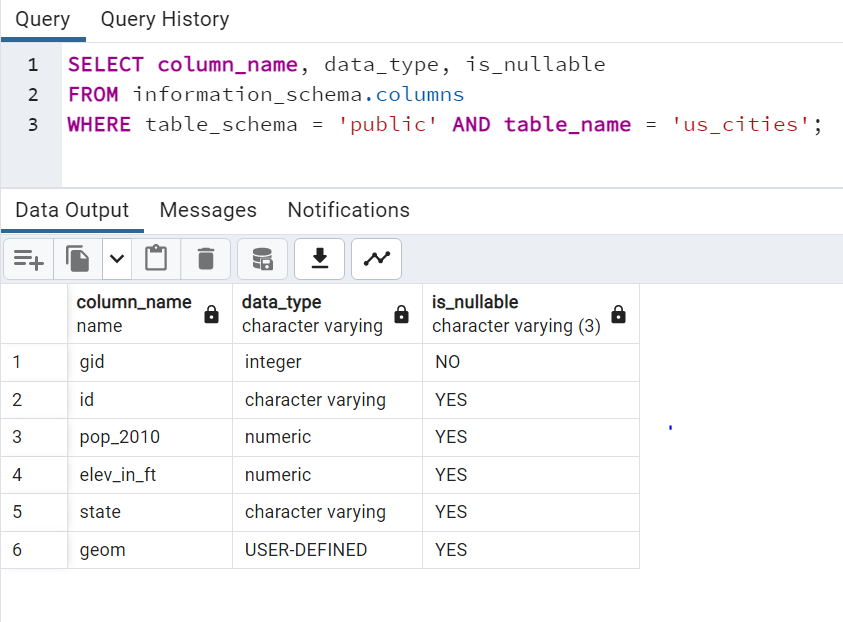 Query Query History
1 SELECT column_name, data_type, is_nullable
2 FROM information_schema.columns
3 WHERE table_schema = 'public' AND table_name = 'us_cities';
Data Output Messages Notifications
column_name data_type is_nullable
name character varying character varying (3)
1 gid integer NO
2 id character varying YES
3 pop_2010 numeric YES
4 elev_in_ft numeric YES
5 state character varying YES
6 geom USER-DEFINED YES